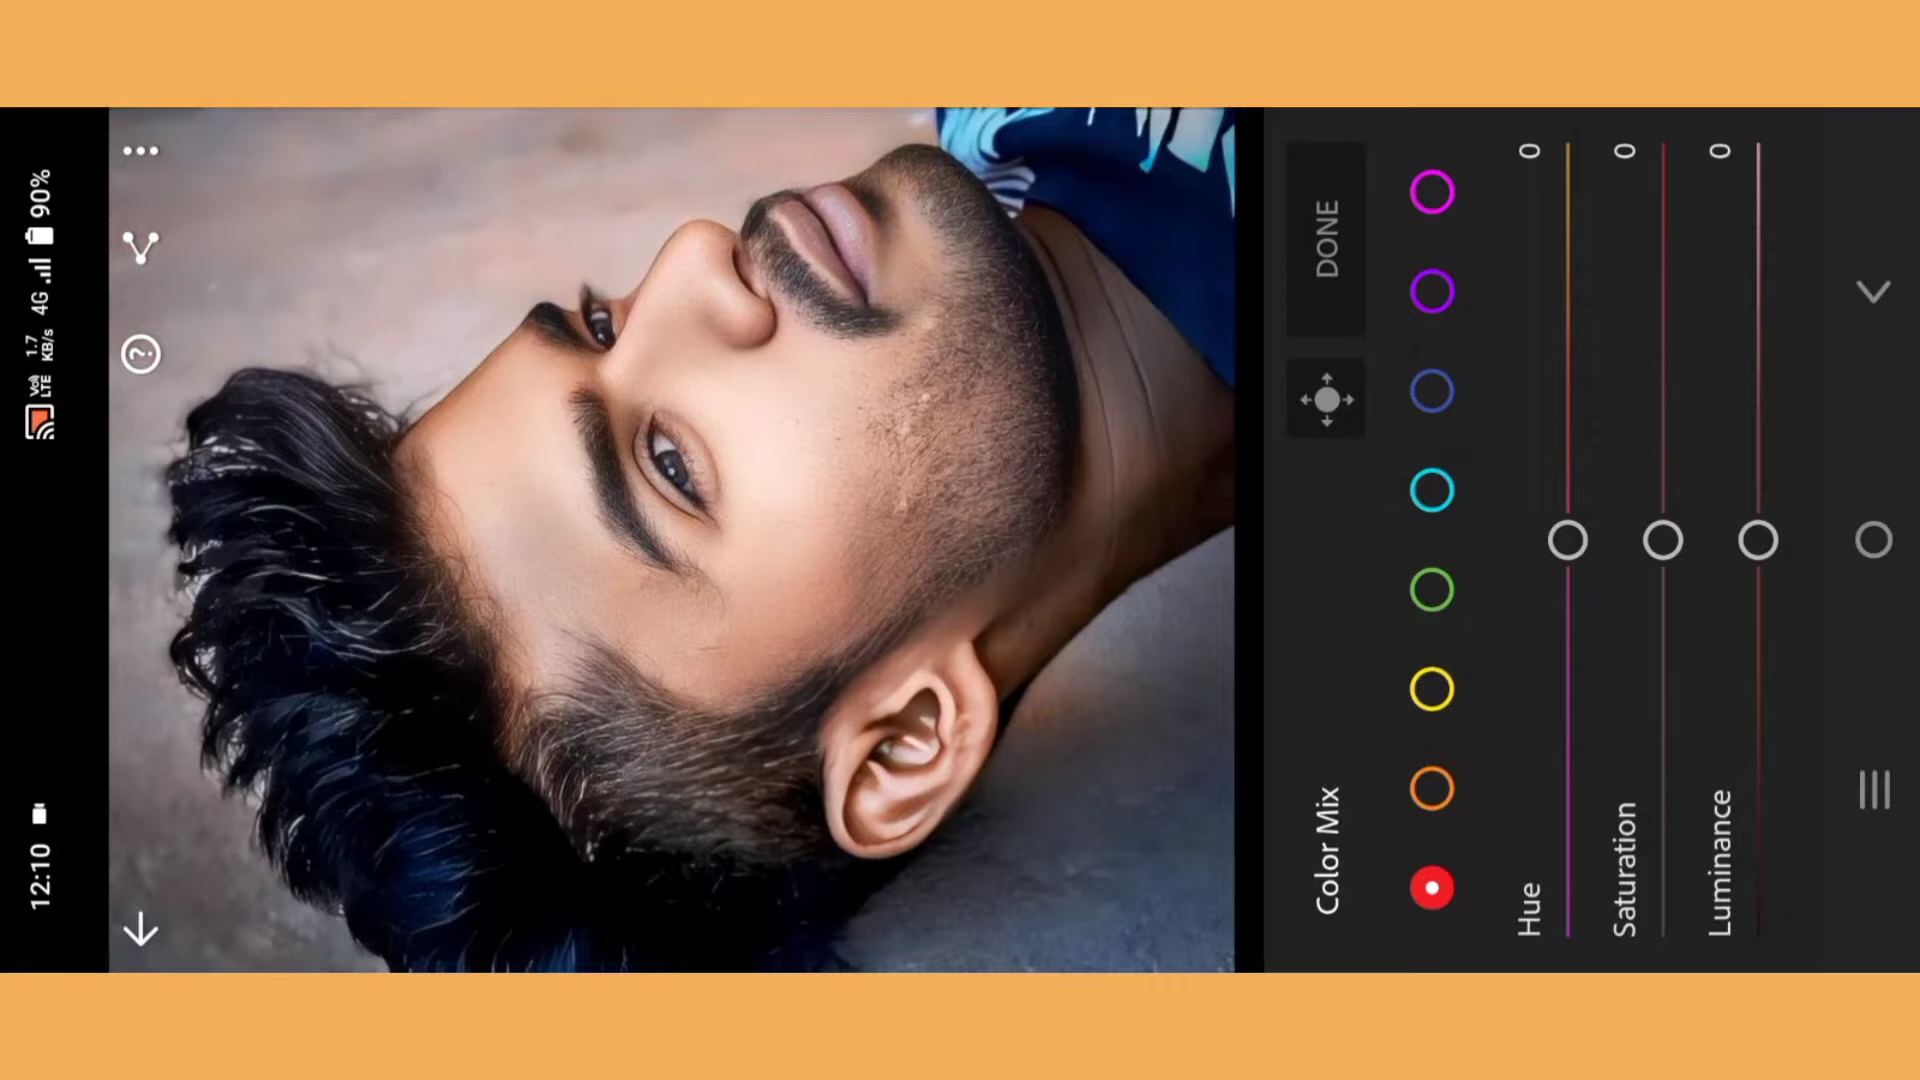 12:10
Vo)) LTE
1.7 KB/s
4G
90%
?
Color Mix
DONE
Hue 0
Saturation 0
Luminance 0